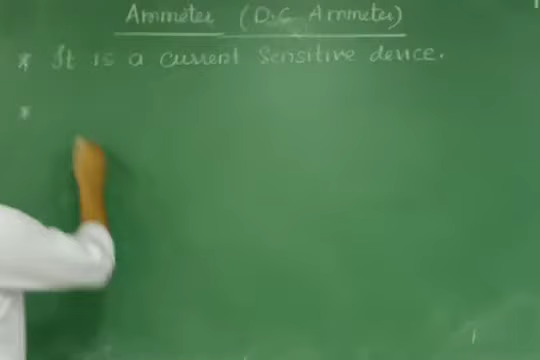 Ammeter (D.C Ammeter)
* It is a current Sensitive device.
*